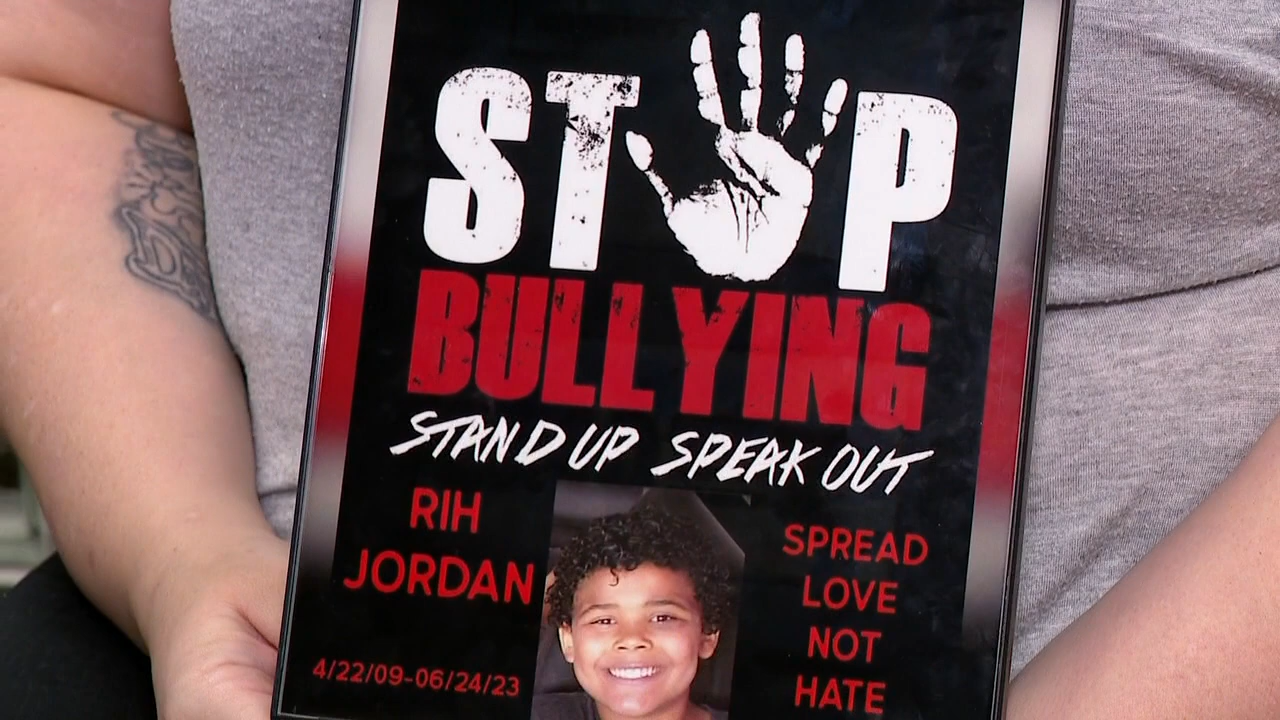 STOP
BULLYING
STAND UP SPEAK OUT
RIH
JORDAN
4/22/09-06/24/23
SPREAD
LOVE
NOT
HATE